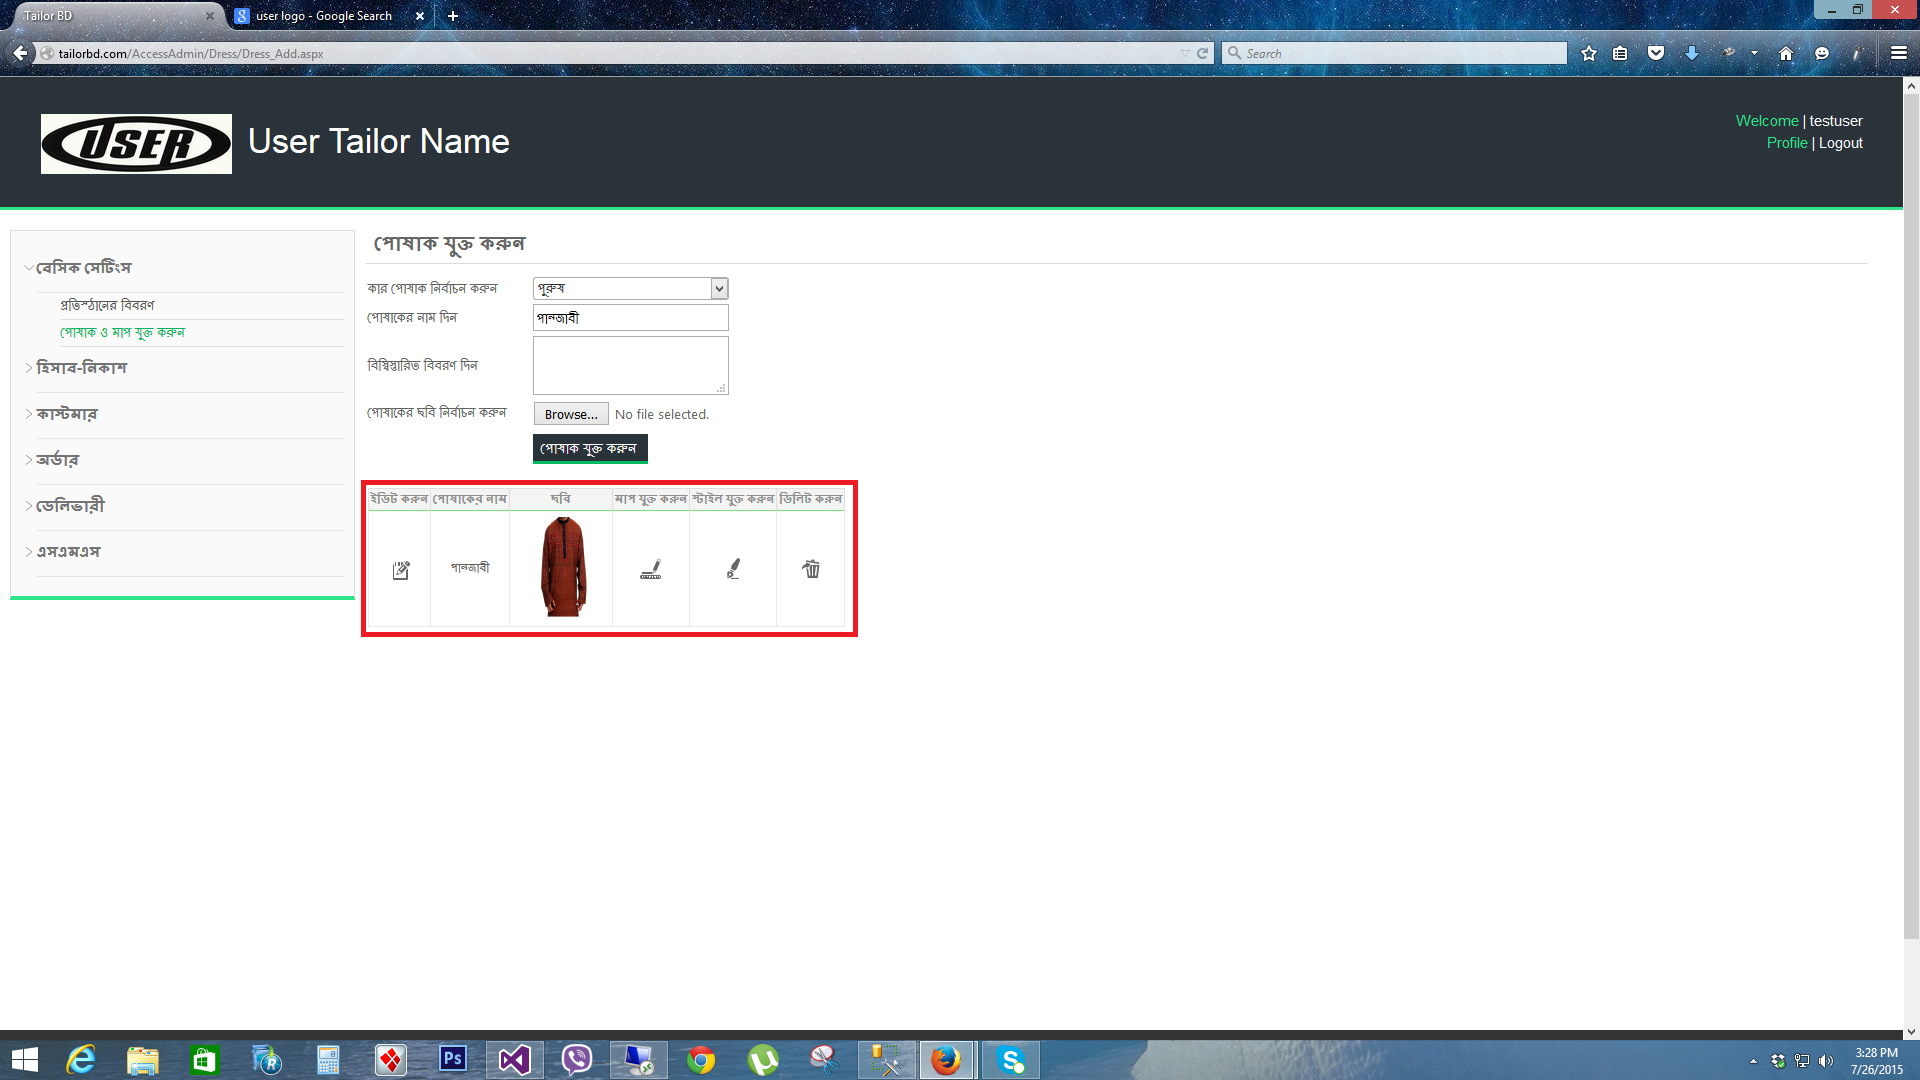 Tailor BD
user logo - Google Search
tailorbd.com/AccessAdmin/Dress/Dress_Add.aspx
Search
USER
User Tailor Name
Welcome | testuser
Profile | Logout
বেসিক সেটিংস
প্রতিস্ঠানের বিবরণ
পোষাক ও মাপ যুক্ত করুন
হিসাব-নিকাশ
কাস্টমার
অর্ডার
ডেলিভারী
এসএমএস
পোষাক যুক্ত করুন
কার পোষাক নির্বাচন করুন
পুরুষ
পোষাকের নাম দিন
পান্জাবী
বিস্বিস্তারিত বিবরণ দিন
পোষাকের ছবি নির্বাচন করুন
Browse... No file selected.
পোষাক যুক্ত করুন
ইডিট করুন পোষাকের নাম ছবি মাপ যুক্ত করুন স্টাইল যুক্ত করুন ডিলিট করুন
পান্জাবী
Ps
3:28 PM
7/26/2015